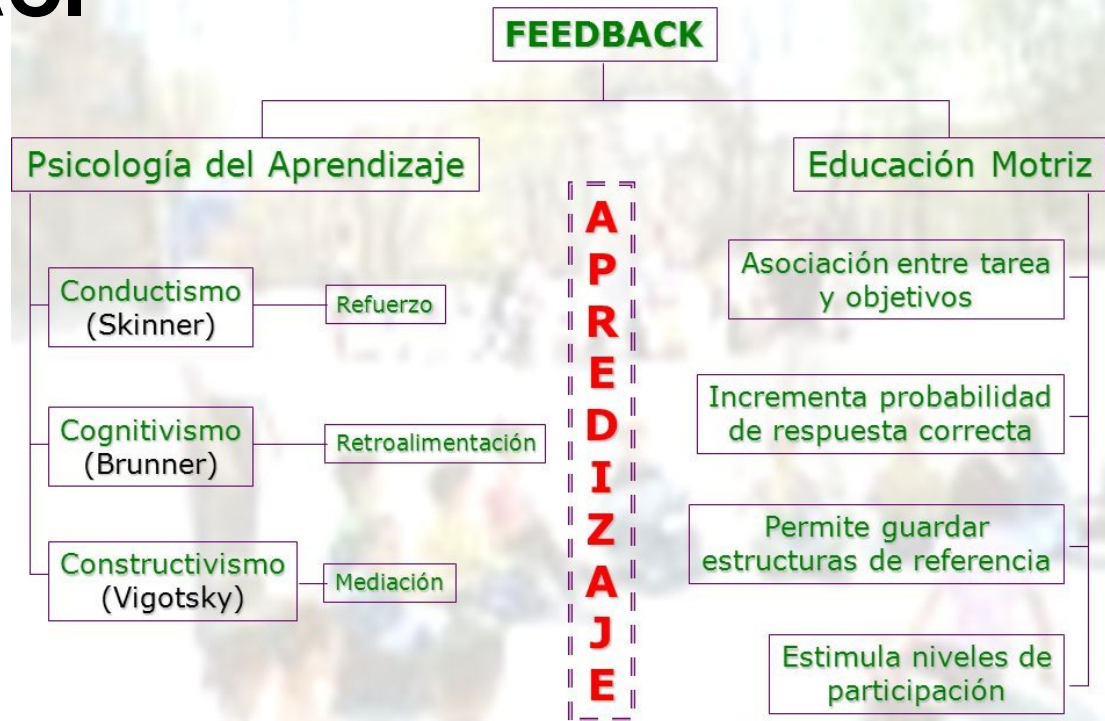 FEEDBACK
Psicología del Aprendizaje
Educación Motriz
Conductismo
(Skinner)
Refuerzo
Cognitivismo
(Brunner)
Retroalimentación
Constructivismo
(Vigotsky)
Mediación
A
P
R
E
D
I
Z
A
J
E
Asociación entre tarea
y objetivos
Incrementa probabilidad
de respuesta correcta
Permite guardar
estructuras de referencia
Estimula niveles de
participación